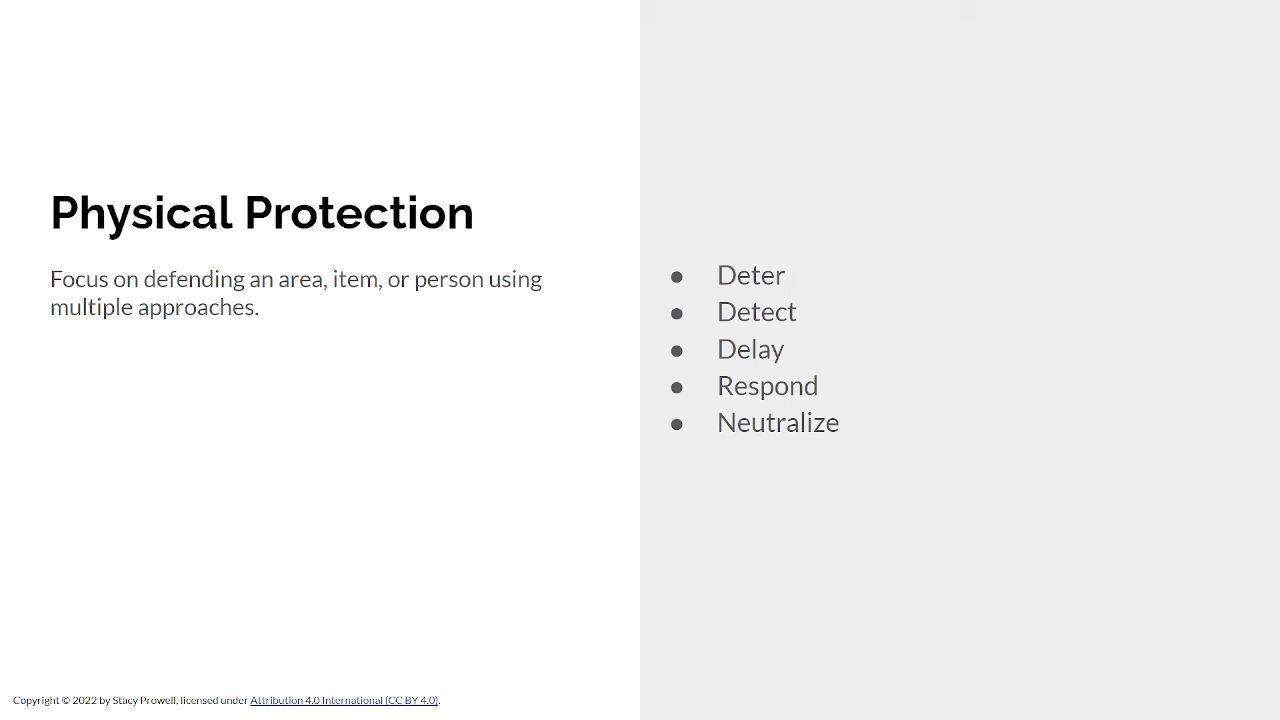 Physical Protection
Focus on defending an area, item, or person using
multiple approaches.
● Deter
● Detect
● Delay
● Respond
● Neutralize
Copyright © 2022 by Stacy Prowell, licensed under Attribution 4.0 International (CC BY 4.0).